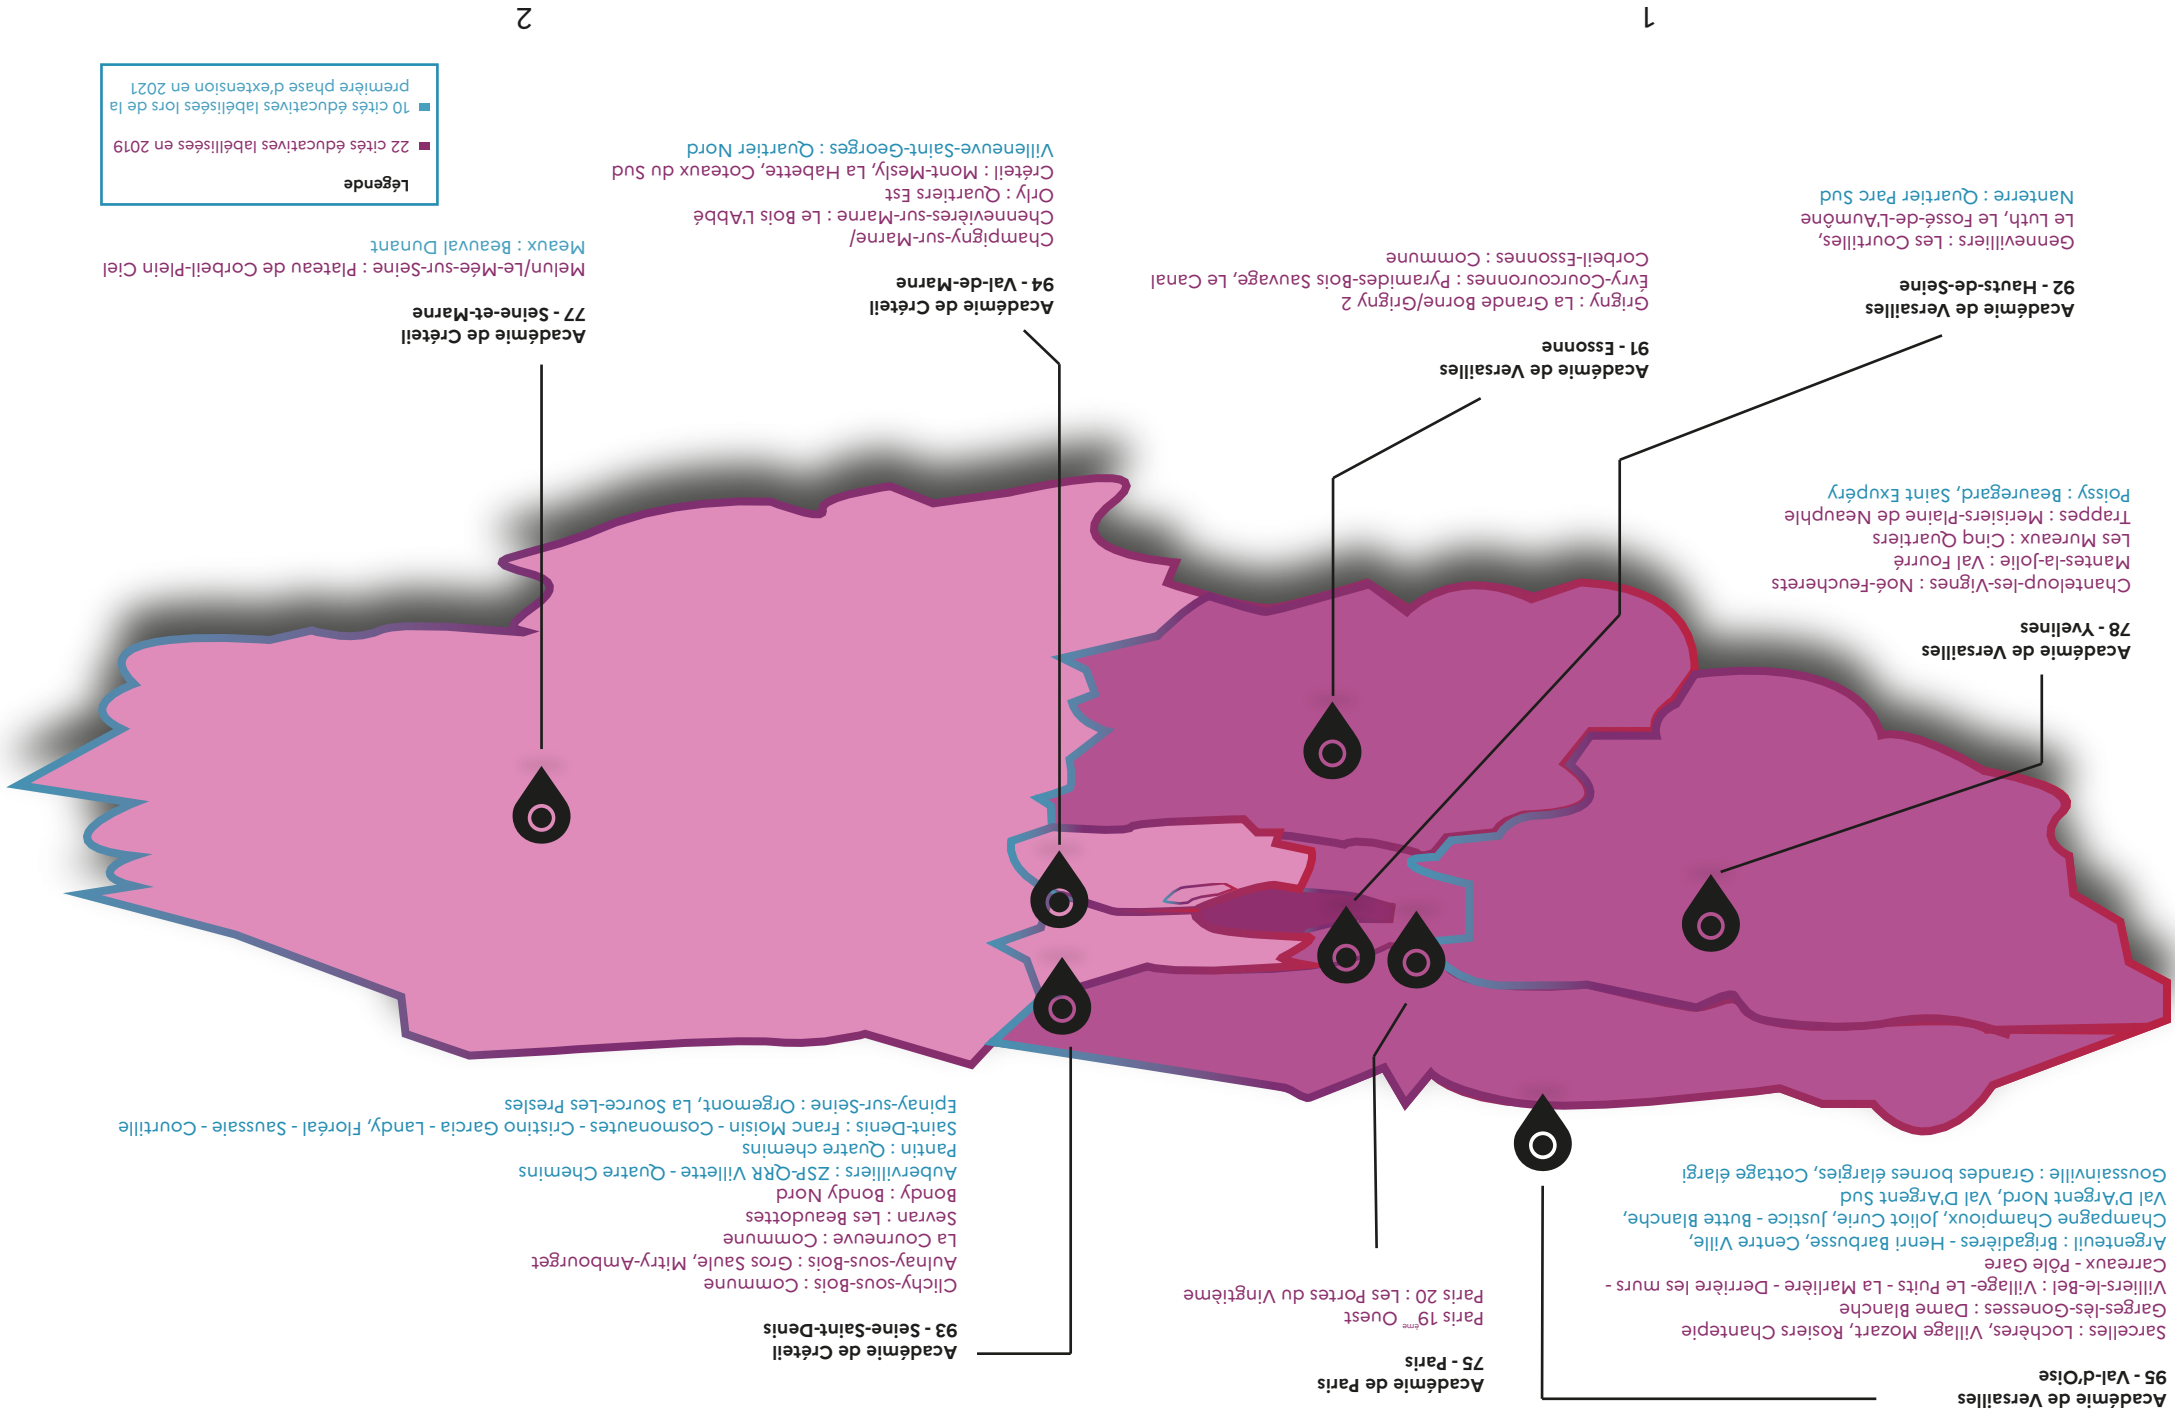 Académie de Versailles
95 - Val-d'Oise
Sarcelles : Lochères, Village Mozart, Rosiers Chantepie
Garges-lès-Gonesses : Dame Blanche
Villiers-le-Bel : Village- Le Puits - La Marlière - Derrière les murs -
Carreaux - Pôle Gare
Argenteuil : Brigadières - Henri Barbusse, Centre Ville,
Champagne Champioux, Joliot Curie, Justice - Butte Blanche,
Val D'Argent Nord, Val D'Argent Sud
Goussainville : Grandes bornes élargies, Cottage élargi
Académie de Paris
75 - Paris
Paris 19ème Ouest
Paris 20 : Les Portes du Vingtième
Académie de Créteil
93 - Seine-Saint-Denis
Clichy-sous-Bois : Commune
Aulnay-sous-Bois : Gros Saule, Mitry-Ambourget
La Courneuve : Commune
Sevran : Les Beaudottes
Bondy : Bondy Nord
Aubervilliers : ZSP-QRR Villette - Quatre Chemins
Pantin : Quatre chemins
Saint-Denis : Franc Moisin - Cosmonautes - Cristino Garcia - Landy, Floréal - Saussaie - Courtille
Epinay-sur-Seine : Orgemont, La Source-Les Presles
Académie de Versailles
78 - Yvelines
Chanteloup-les-Vignes : Noé-Feucherets
Mantes-la-Jolie : Val Fourré
Les Mureaux : Cinq Quartiers
Trappes : Merisiers-Plaine de Neauphle
Poissy : Beauregard, Saint Exupéry
Académie de Versailles
92 - Hauts-de-Seine
Gennevilliers : Les Courtilles,
Le Luth, Le Fossé-de-L'Aumône
Nanterre : Quartier Parc Sud
Académie de Versailles
91 - Essonne
Grigny : La Grande Borne/Grigny 2
Évry-Courcouronnes : Pyramides-Bois Sauvage, Le Canal
Corbeil-Essonnes : Commune
Académie de Créteil
94 - Val-de-Marne
Champigny-sur-Marne/
Chennevières-sur-Marne : Le Bois L'Abbé
Orly : Quartiers Est
Créteil : Mont-Mesly, La Habette, Coteaux du Sud
Villeneuve-Saint-Georges : Quartier Nord
Académie de Créteil
77 - Seine-et-Marne
Melun/Le-Mée-sur-Seine : Plateau de Corbeil-Plein Ciel
Meaux : Beauval Dunant
Légende
22 cités éducatives labéllisées en 2019
10 cités éducatives labéllisées lors de la
première phase d'extension en 2021
1
2